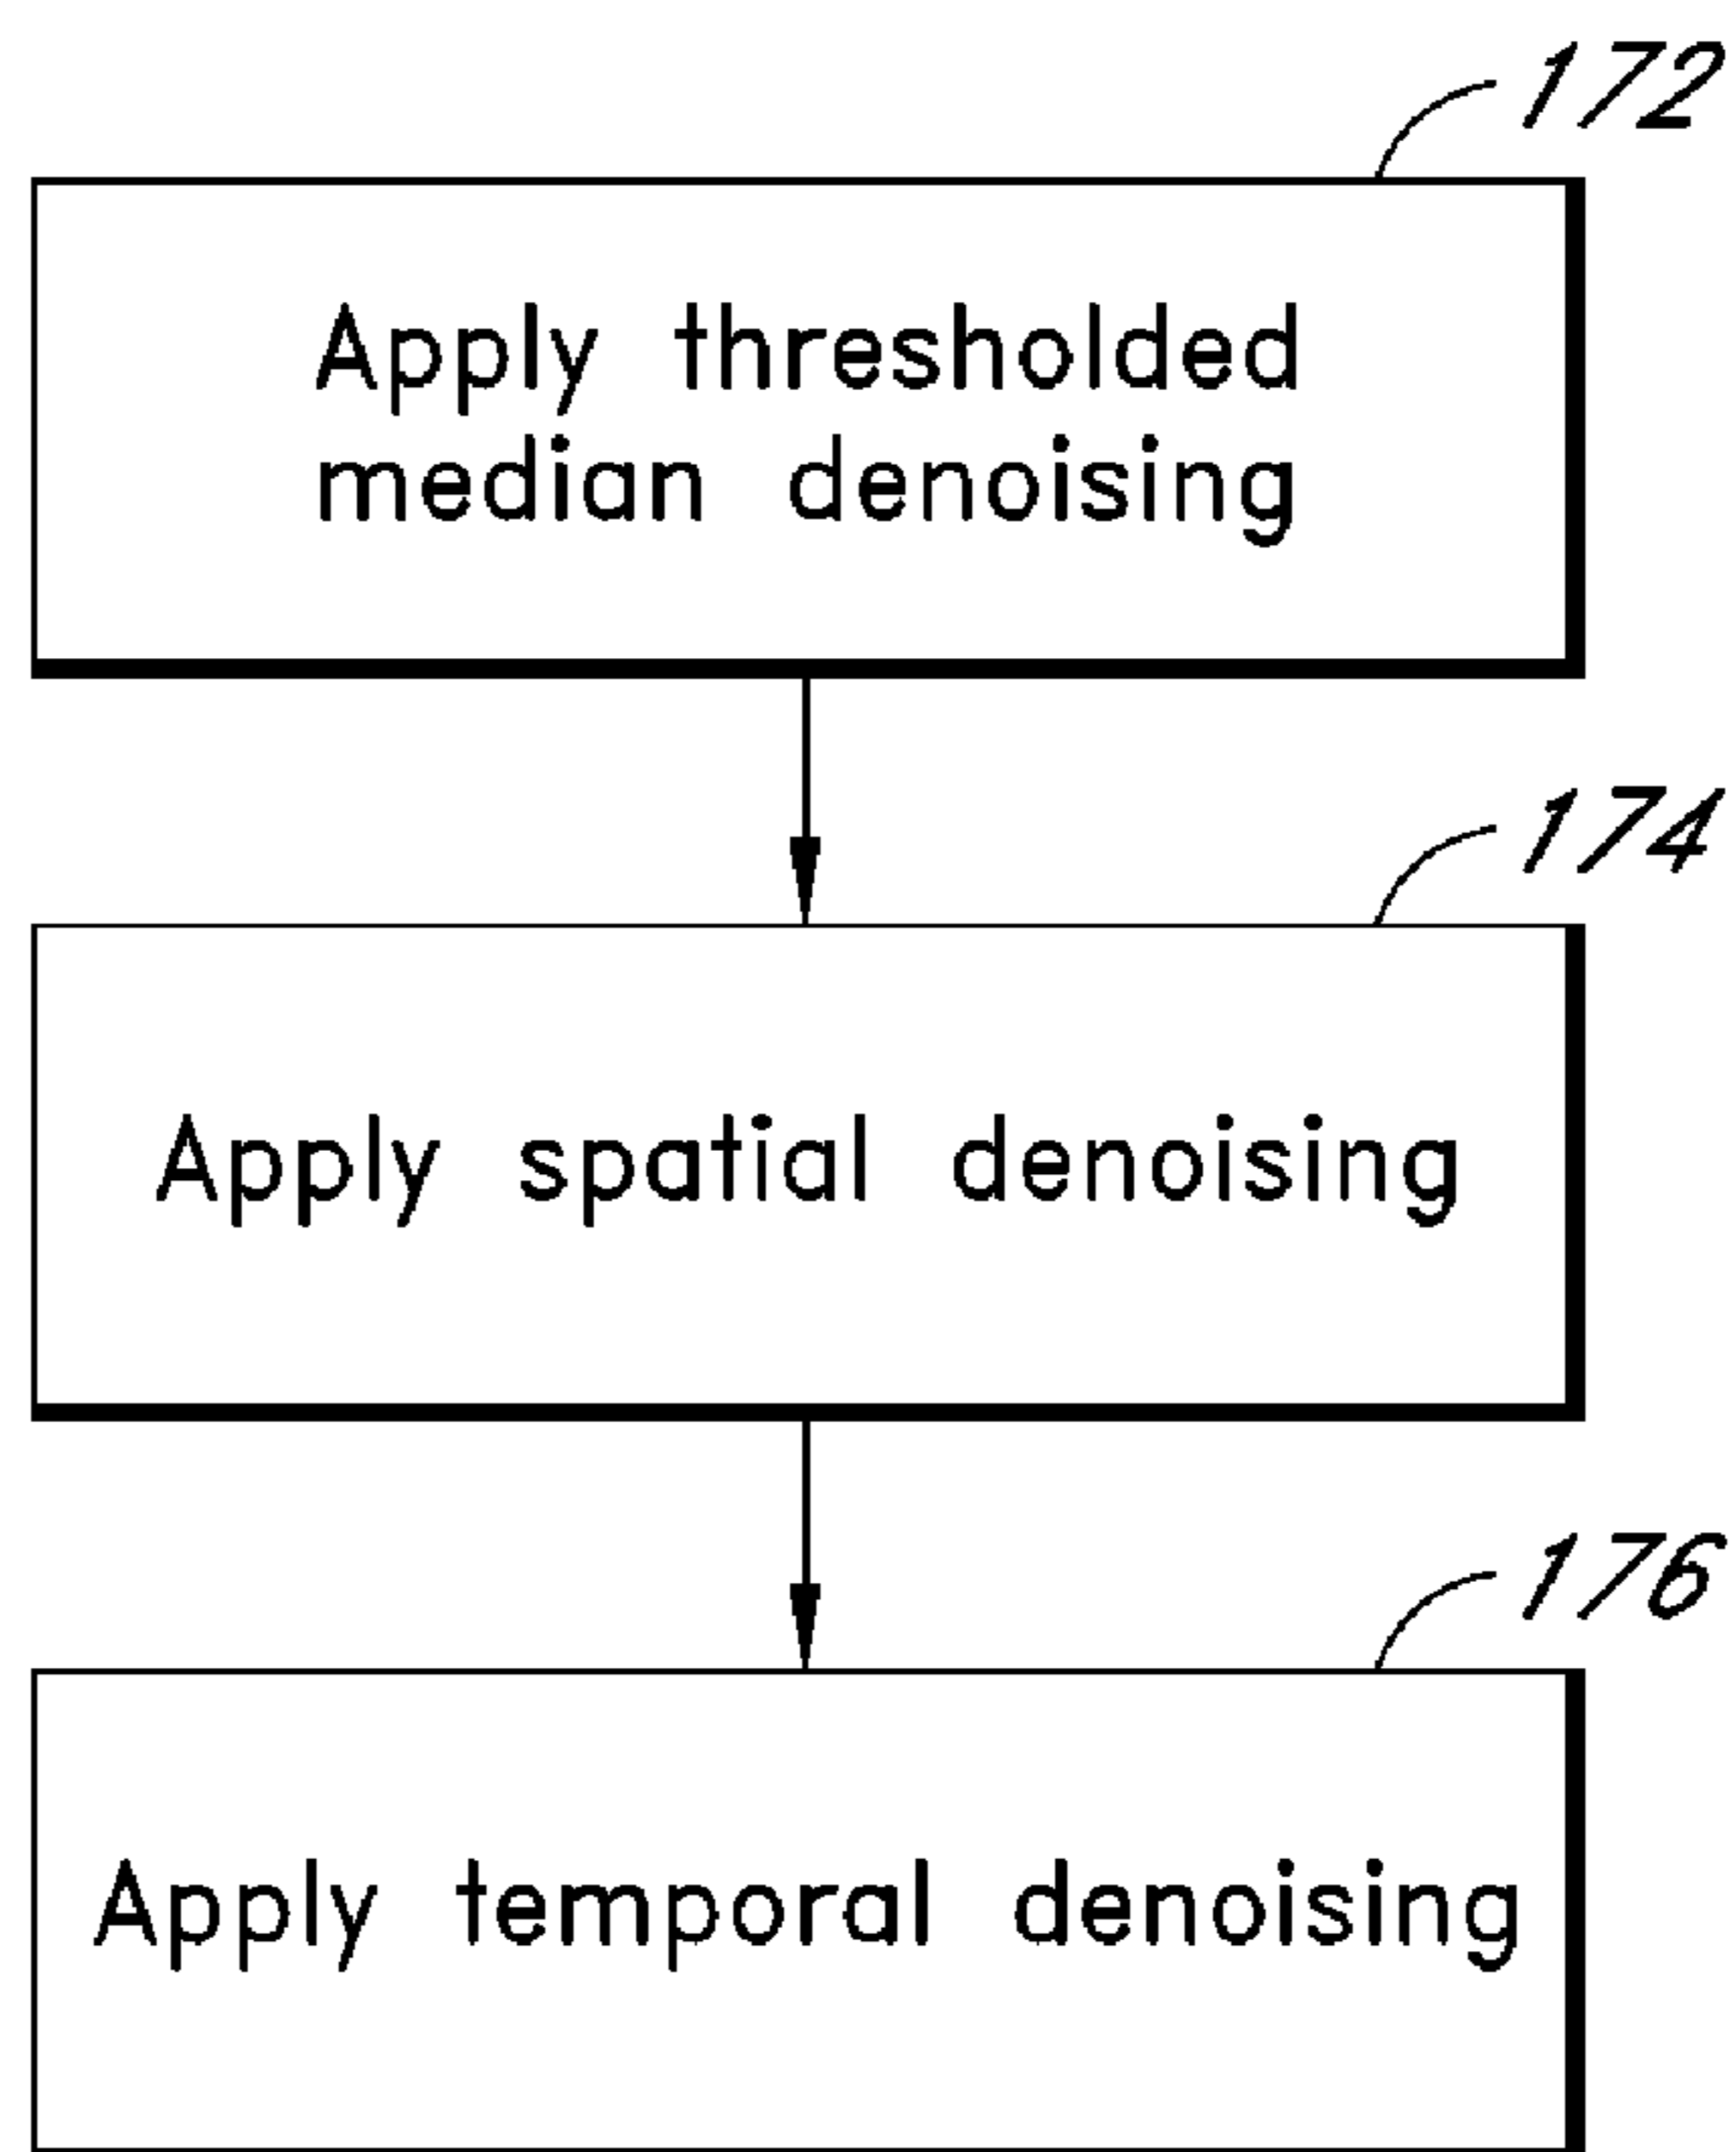 172
Apply thresholded
median denoising
174
Apply spatial denoising
176
Apply temporal denoising